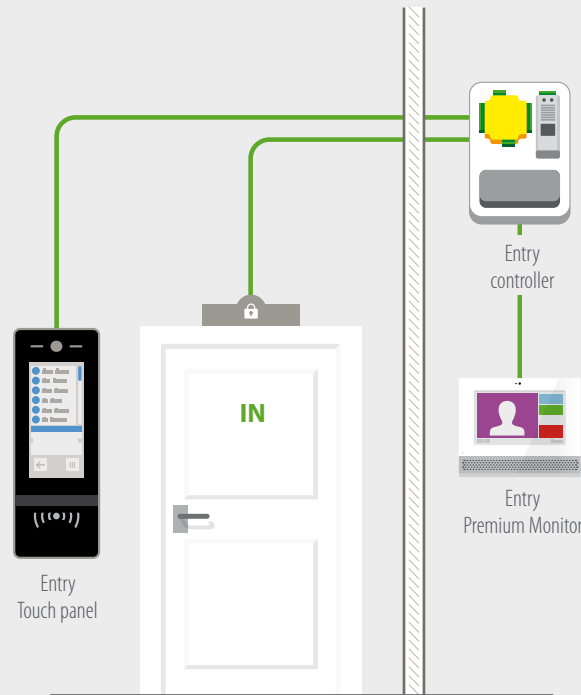 Entry
controller
IN
Entry
Premium Monitor
Entry
Touch panel